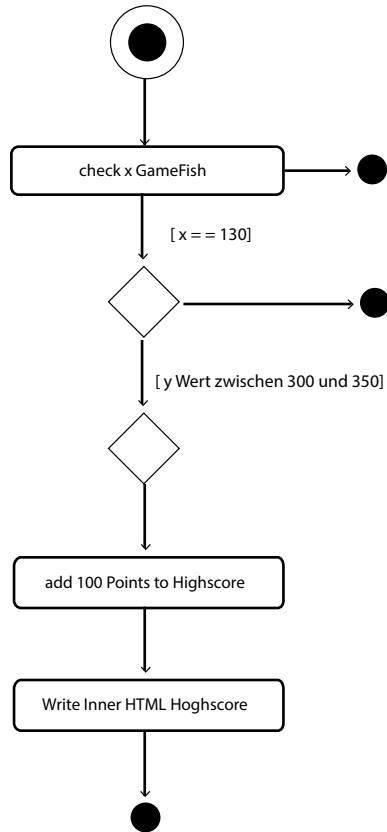 check x GameFish
[ x = = 130]
[ y Wert zwischen 300 und 350]
add 100 Points to Highscore
Write Inner HTML Hoghscore